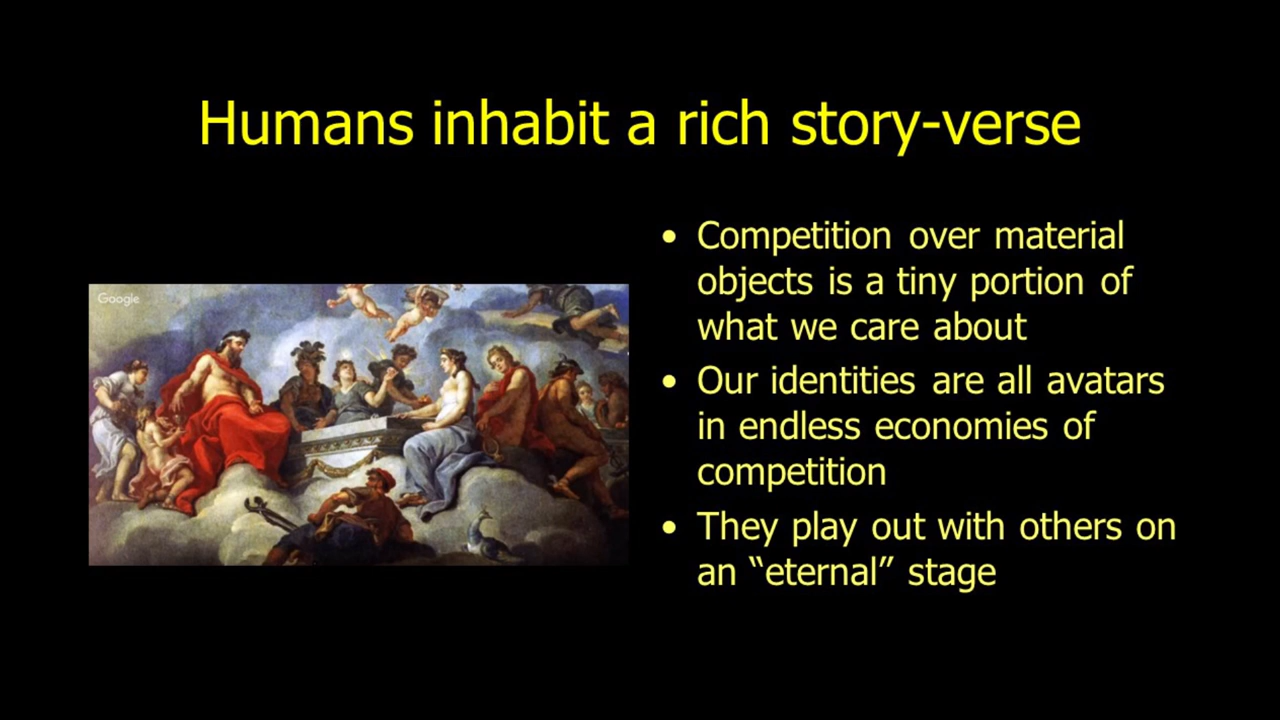 Humans inhabit a rich story-verse
Google
• Competition over material
objects is a tiny portion of
what we care about
• Our identities are all avatars
in endless economies of
competition
• They play out with others on
an “eternal” stage